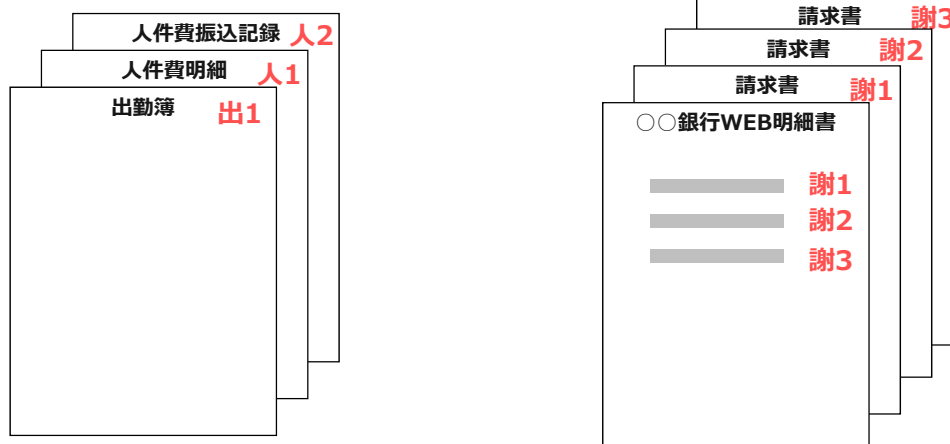 人件費振込記録 人2
人件費明細 人1
出勤簿 出1
請求書 謝3
請求書 謝2
請求書 謝1
○○銀行WEB明細書
謝1
謝2
謝3